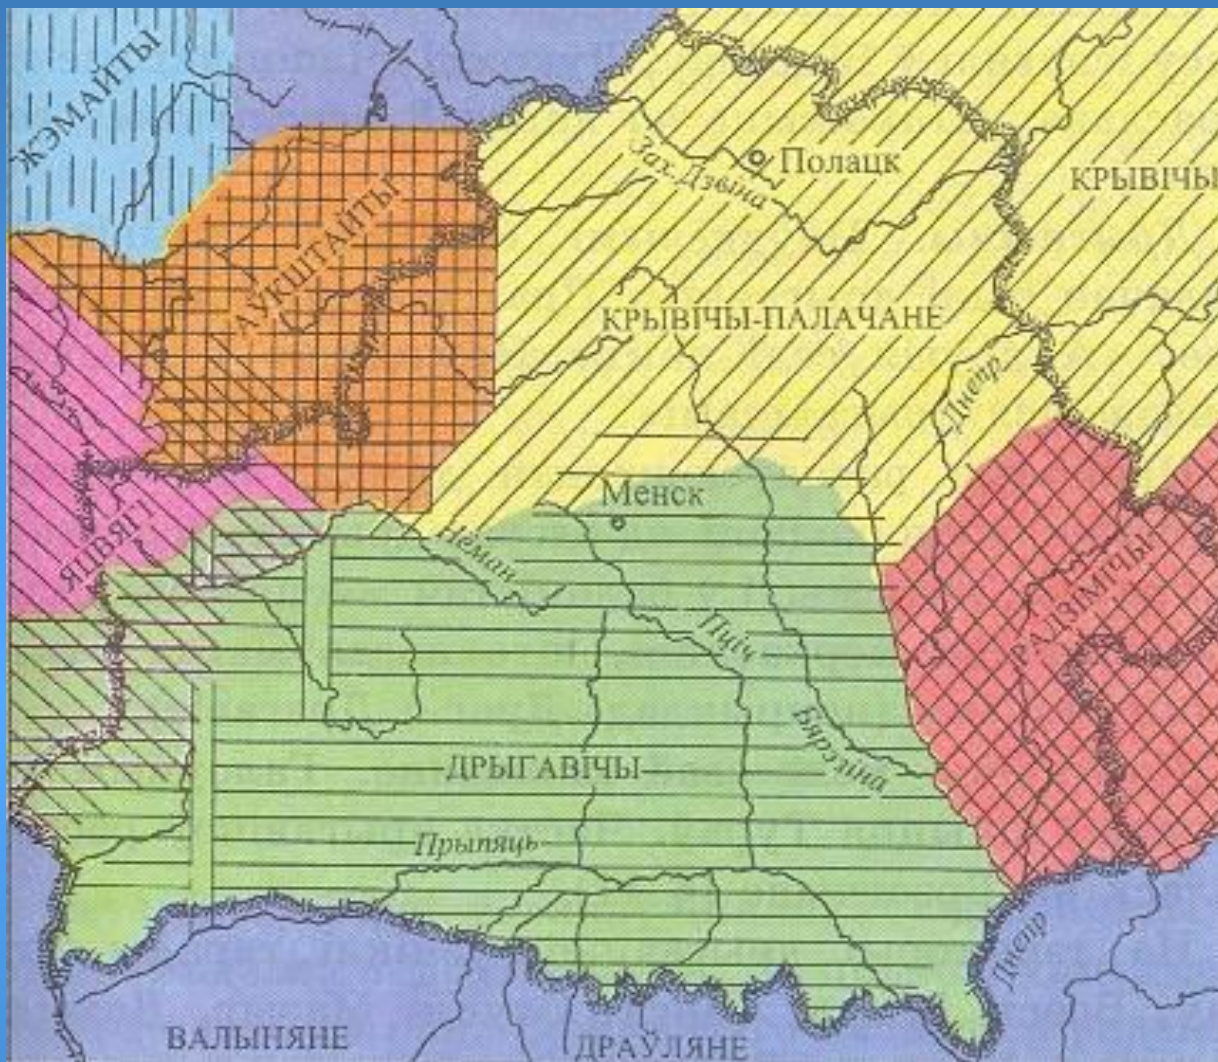 ЖЭМАЙТЫ
Зах. Дзвіна
Полацк
КРЫВІЧЫ
АЎКШТАЙТЫ
КРЫВІЧЫ-ПАЛАЧАНЕ
Днепр
Менск
Нёман
ЯЦВЯГІ
РАДЗІМІЧЫ
Пціч
Бярэзіна
ДРЫГАВІЧЫ
Прыпяць
Днепр
ВАЛЫНЯНЕ
ДРАЎЛЯНЕ